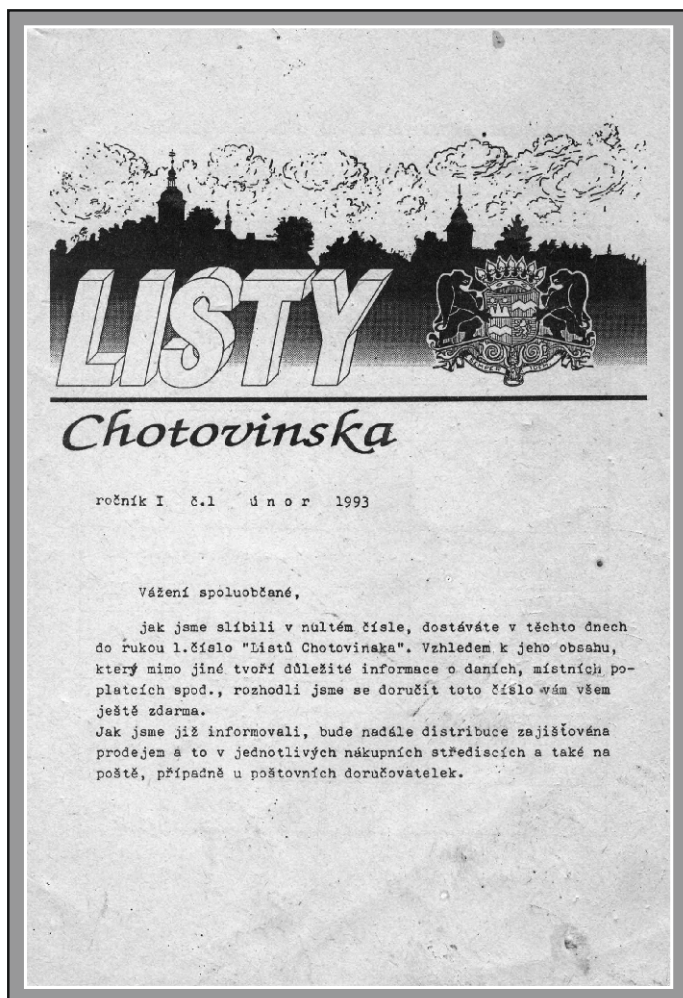 LISTY
Chotovinska
ročník I č.1 únor 1993
Vážení spoluobčané,
jak jsme slíbili v nultém čísle, dostáváte v těchto dnech
do rukou 1.číslo "Listů Chotovinska". Vzhledem k jeho obsahu,
který mimo jiné tvoří důležité informace o daních, místních po-
platcích spod., rozhodli jsme se doručit toto číslo vám všem
ještě zdarma.
Jak jsme již informovali, bude nadále distribuce zajišťována
prodejem a to v jednotlivých nákupních střediscích a také na
poště, případně u poštovních doručovatelek.